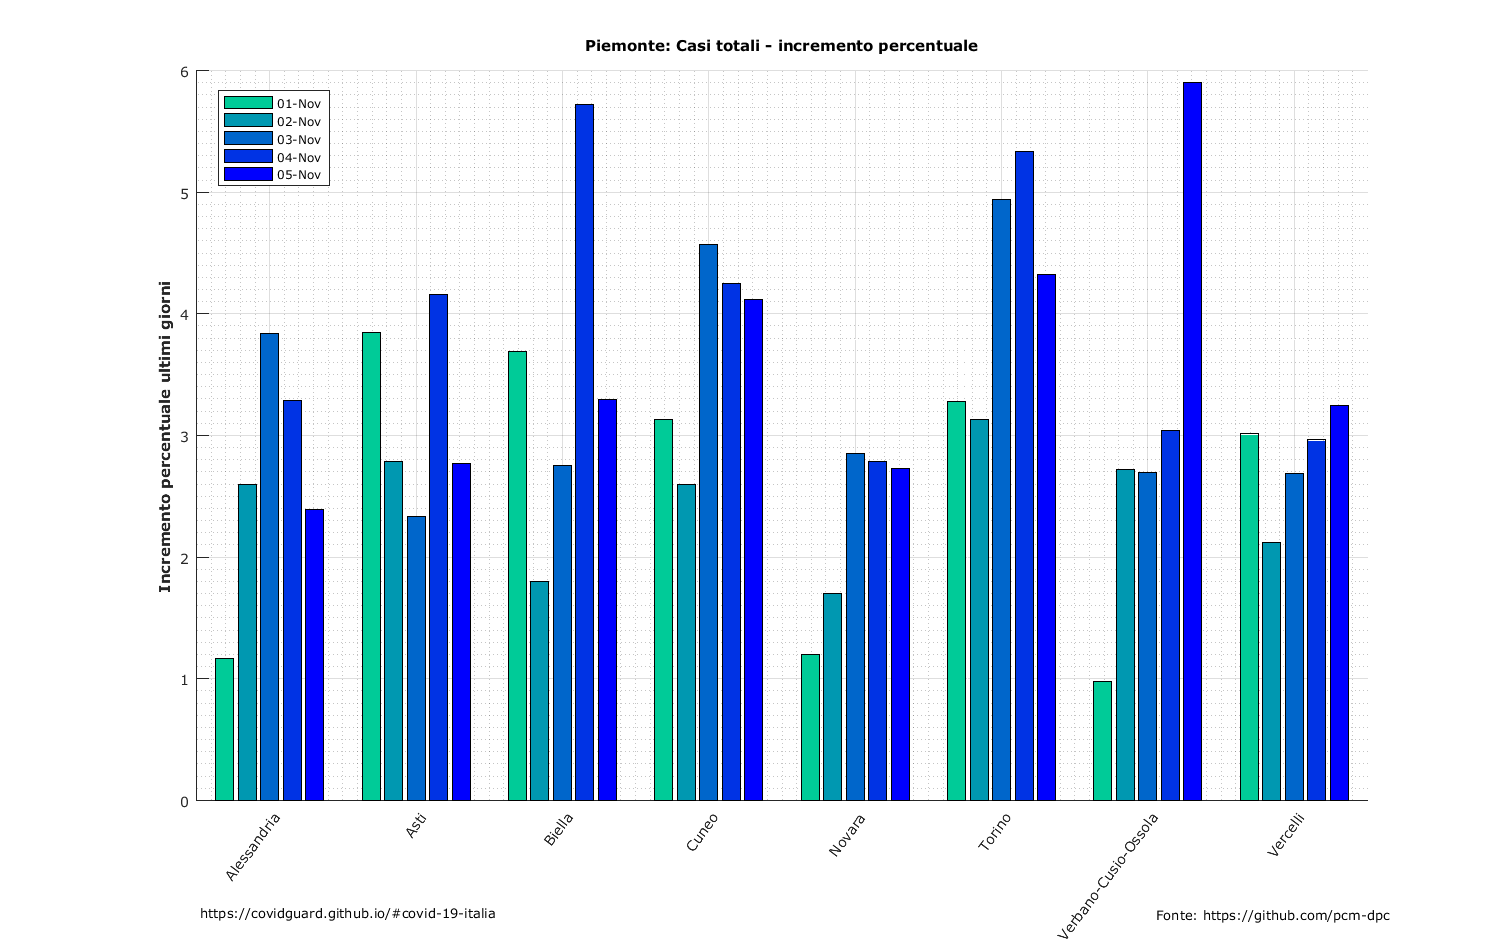 Piemonte: Casi totali - incremento percentuale
6
5
4
3
2
1
0
Incremento percentuale ultimi giorni
01-Nov
02-Nov
03-Nov
04-Nov
05-Nov
Alessandria
Asti
Biella
Cuneo
Novara
Torino
Verbano-Cusio-Ossola
Vercelli
https://covidguard.github.io/#covid-19-italia
Fonte: https://github.com/pcm-dpc